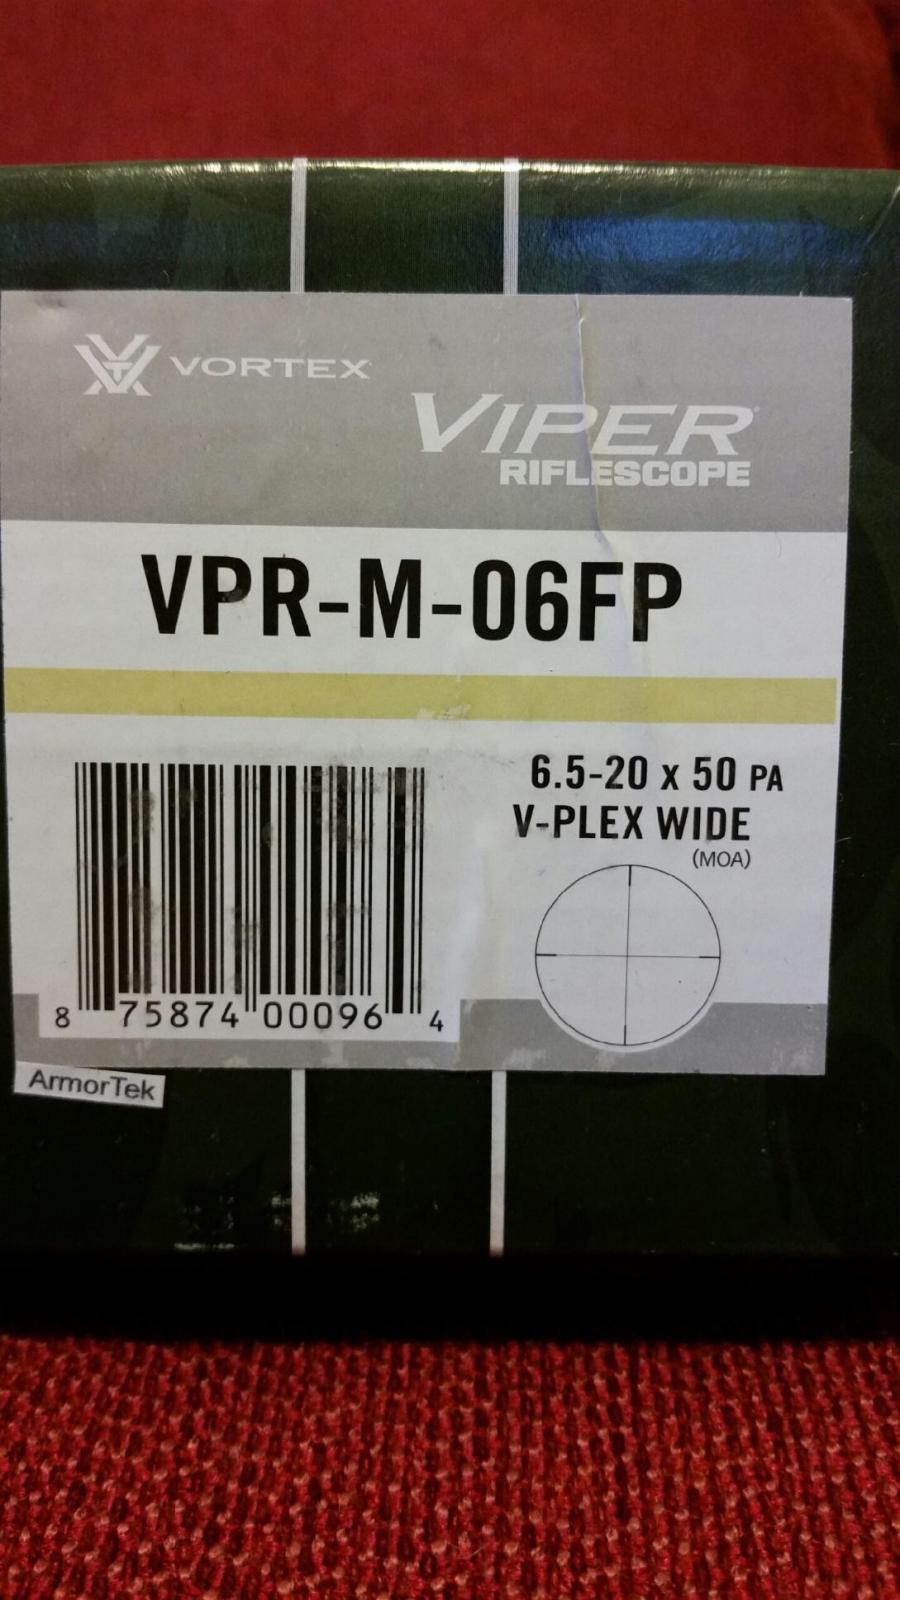 VORTEX
VIPER
RIFLESCOPE
VPR-M-06FP
6.5-20 x 50 PA
V-PLEX WIDE
(MOA)
8 75874 00096 4
ArmorTek